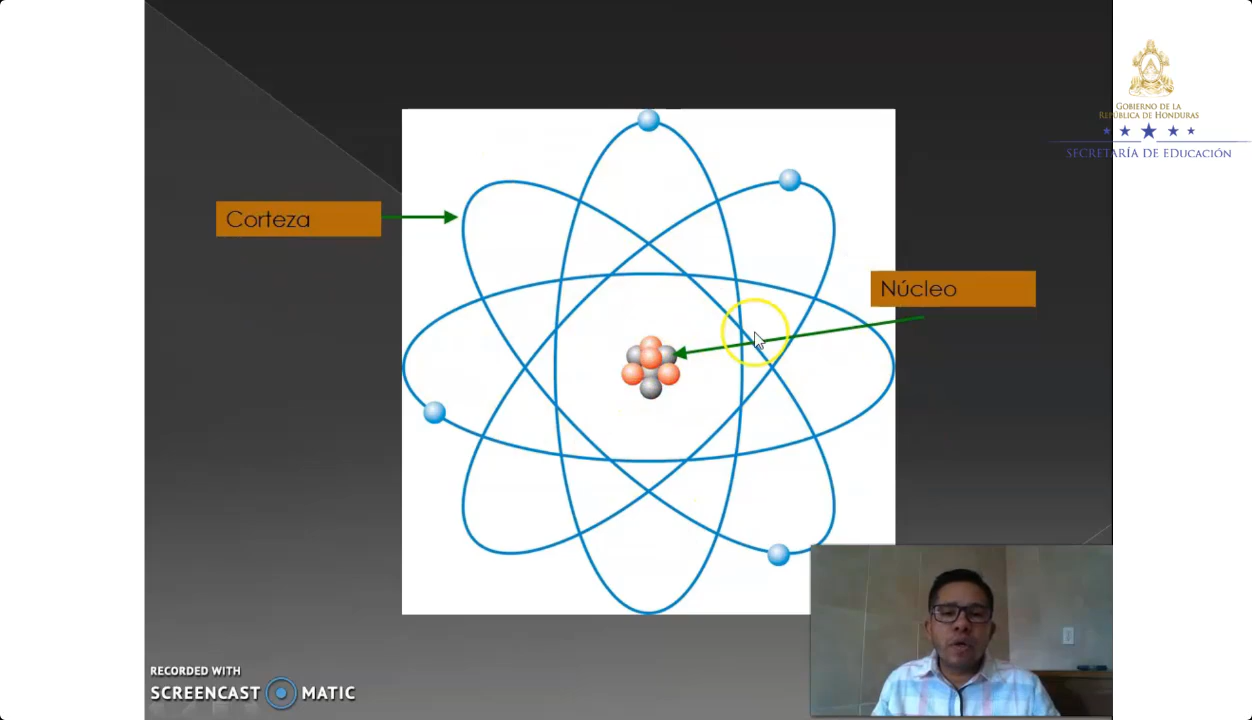 GOBIERNO DE LA
REPÚBLICA DE HONDURAS
SECRETARÍA DE EDUCACIÓN
Corteza
Núcleo
RECORDED WITH
SCREENCAST MATIC